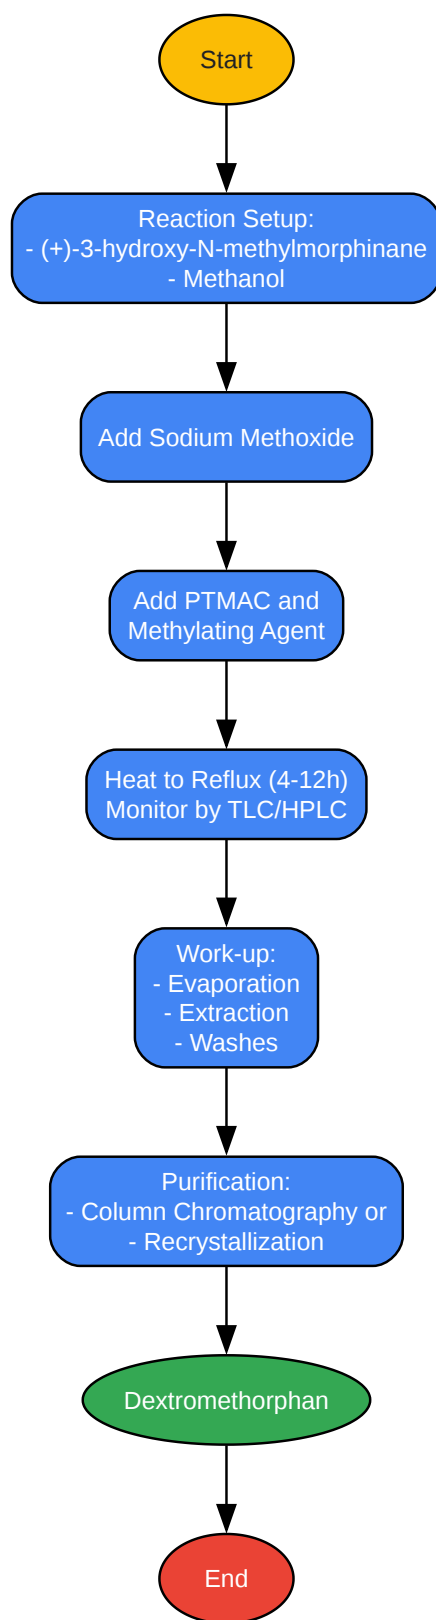 Start
Reaction Setup:
- (+)-3-hydroxy-N-methylmorphinane
- Methanol
Add Sodium Methoxide
Add PTMAC and
Methylating Agent
Heat to Reflux (4-12h)
Monitor by TLC/HPLC
Work-up:
- Evaporation
- Extraction
- Washes
Purification:
- Column Chromatography or
- Recrystallization
Dextromethorphan
End